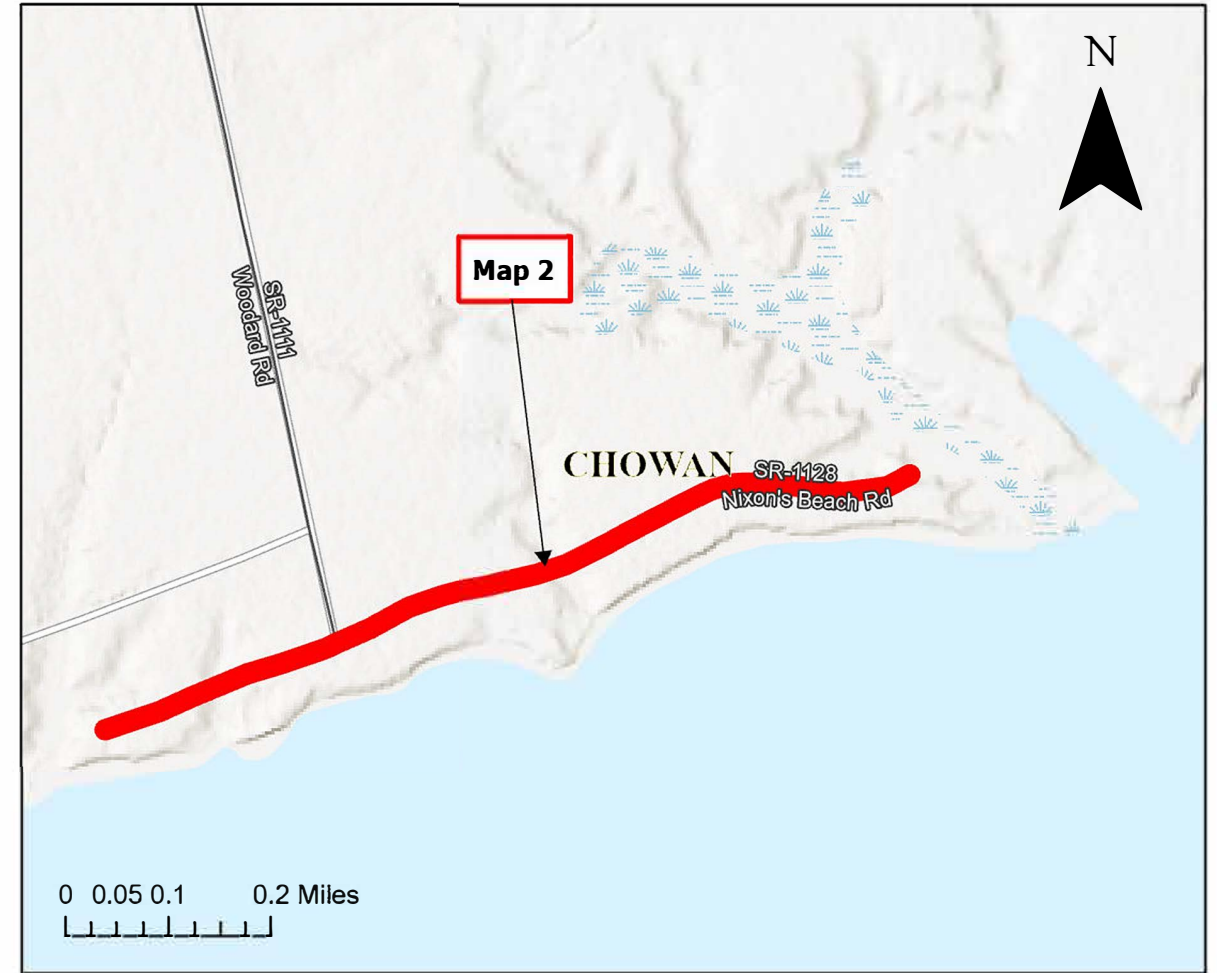 N
Map 2
SR-1111
Woodard Rd
CHOWAN
SR-1128
Nixon's Beach Rd
0 0.05 0.1 0.2 Miles